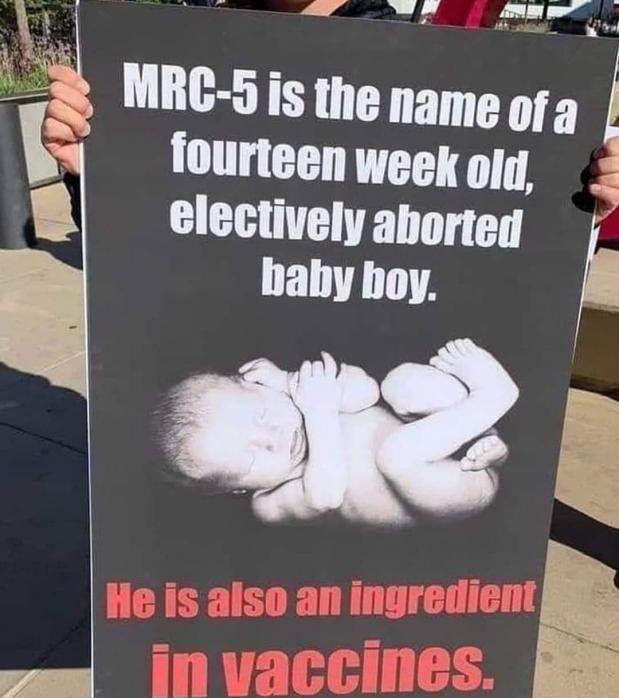 MRC-5 is the name of a
fourteen week old,
electively aborted
baby boy.
He is also an ingredient
in vaccines.